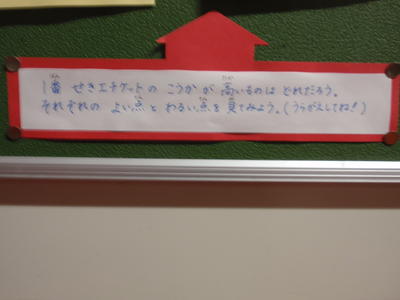 1番 せきエチケットの こうかが 高いものは どれだろう。
それぞれの よい点と わるい点を 見てみよう。(うらがえしてね!)